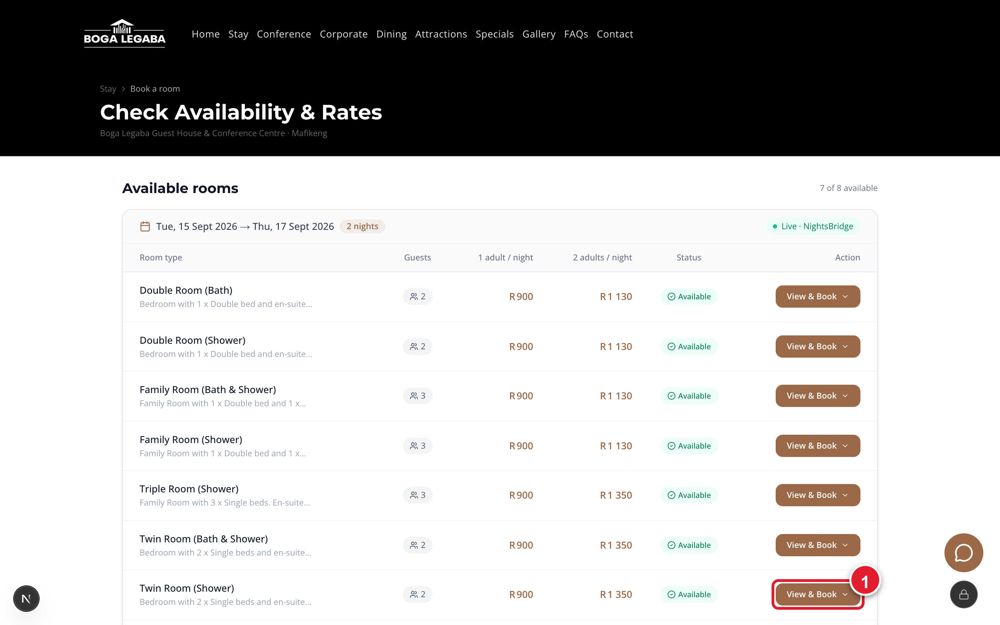 BOGA LEGABA
Home Stay Conference Corporate Dining Attractions Specials Gallery FAQs Contact
Stay > Book a room
Check Availability & Rates
Boga Legaba Guest House & Conference Centre · Mafikeng
Available rooms
7 of 8 available
Tue, 15 Sept 2026 → Thu, 17 Sept 2026 2 nights Live · NightsBridge
Room type Guests 1 adult / night 2 adults / night Status Action
Double Room (Bath)
Bedroom with 1 x Double bed and en-suite...
2 R 900 R 1 130 Available View & Book
Double Room (Shower)
Bedroom with 1 x Double bed and en-suite...
2 R 900 R 1 130 Available View & Book
Family Room (Bath & Shower)
Family Room with 1 x Double bed and 1 x...
3 R 900 R 1 130 Available View & Book
Family Room (Shower)
Family Room with 1 x Double bed and 1 x...
3 R 900 R 1 130 Available View & Book
Triple Room (Shower)
Family Room with 3 x Single beds. En-suite...
3 R 900 R 1 350 Available View & Book
Twin Room (Bath & Shower)
Bedroom with 2 x Single beds and en-suite...
2 R 900 R 1 350 Available View & Book
Twin Room (Shower)
Bedroom with 2 x Single beds and en-suite...
2 R 900 R 1 350 Available View & Book
1
N